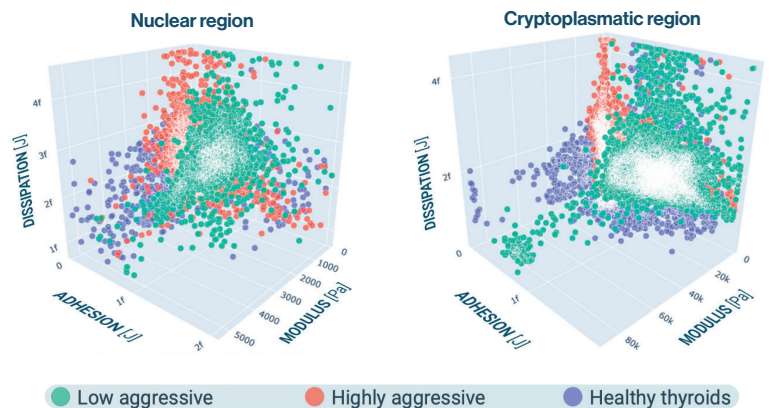 Nuclear region
Cryptoplasmatic region
4f
3f
2f
1f
0
1f
2f
DISSIPATION [J]
ADHESION [J]
0
1000
2000
3000
4000
5000
MODULUS [Pa]
4f
2f
0
1f
DISSIPATION [J]
ADHESION [J]
0
20k
40k
60k
80k
MODULUS [Pa]
Low aggressive
Highly aggressive
Healthy thyroids